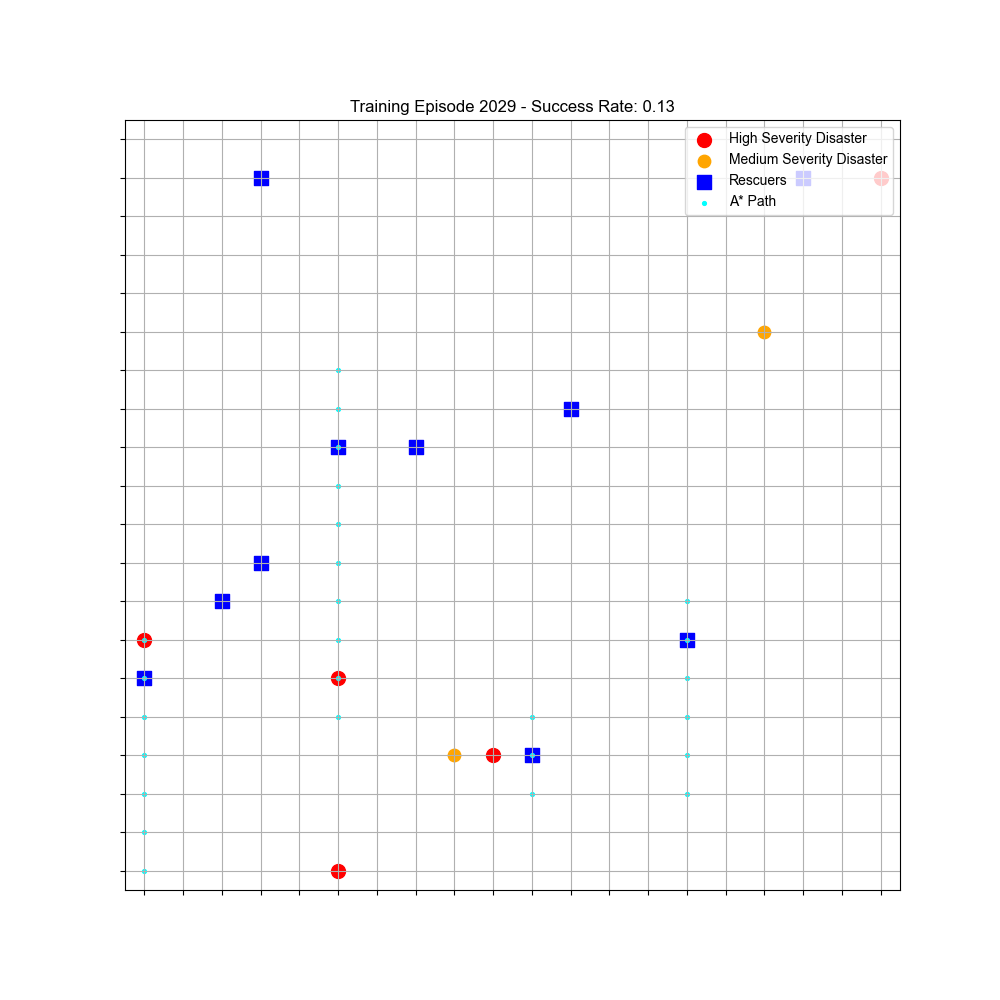 Training Episode 2029 - Success Rate: 0.13
High Severity Disaster
Medium Severity Disaster
Rescuers
A* Path